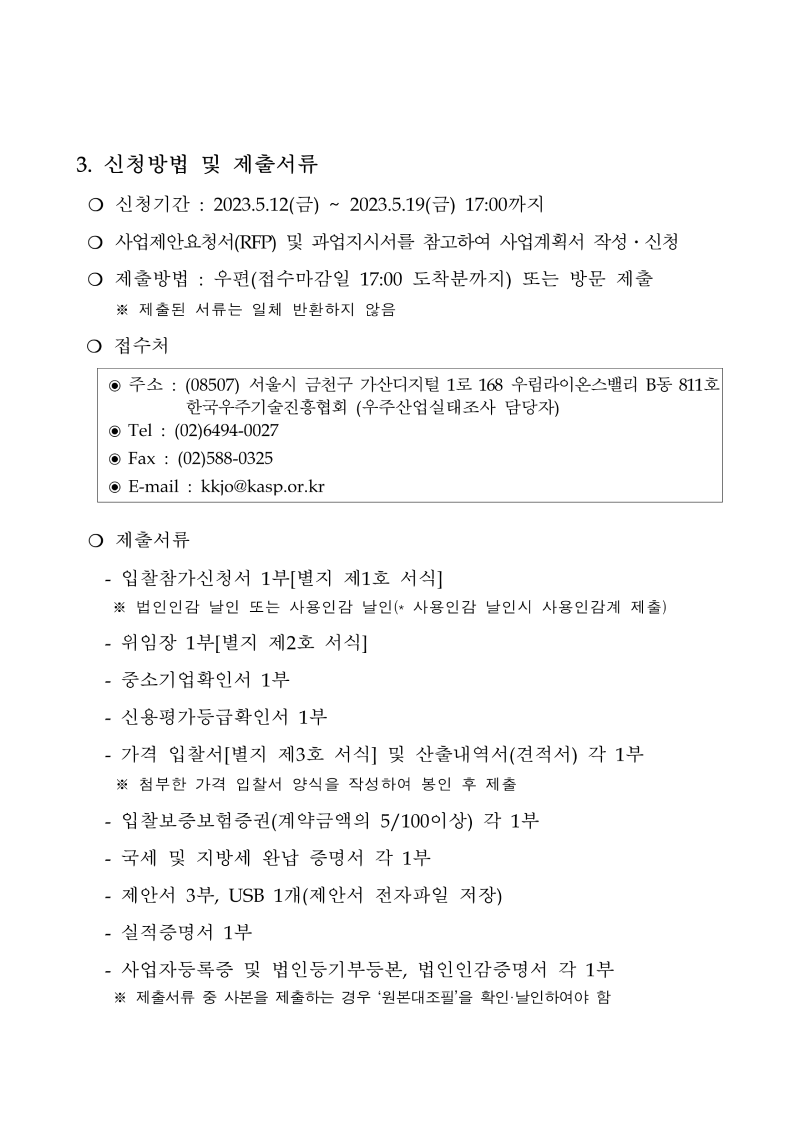 3. 신청방법 및 제출서류
❍ 신청기간 : 2023.5.12(금) ~ 2023.5.19(금) 17:00까지
❍ 사업제안요청서(RFP) 및 과업지시서를 참고하여 사업계획서 작성·신청
❍ 제출방법 : 우편(접수마감일 17:00 도착분까지) 또는 방문 제출
※ 제출된 서류는 일체 반환하지 않음
❍ 접수처
◉ 주소 : (08507) 서울시 금천구 가산디지털 1로 168 우림라이온스밸리 B동 811호
한국우주기술진흥협회 (우주산업실태조사 담당자)
◉ Tel : (02)6494-0027
◉ Fax : (02)588-0325
◉ E-mail : kkjo@kasp.or.kr
❍ 제출서류
- 입찰참가신청서 1부[별지 제1호 서식]
※ 법인인감 날인 또는 사용인감 날인(* 사용인감 날인시 사용인감계 제출)
- 위임장 1부[별지 제2호 서식]
- 중소기업확인서 1부
- 신용평가등급확인서 1부
- 가격 입찰서[별지 제3호 서식] 및 산출내역서(견적서) 각 1부
※ 첨부한 가격 입찰서 양식을 작성하여 봉인 후 제출
- 입찰보증보험증권(계약금액의 5/100이상) 각 1부
- 국세 및 지방세 완납 증명서 각 1부
- 제안서 3부, USB 1개(제안서 전자파일 저장)
- 실적증명서 1부
- 사업자등록증 및 법인등기부등본, 법인인감증명서 각 1부
※ 제출서류 중 사본을 제출하는 경우 ‘원본대조필’을 확인·날인하여야 함